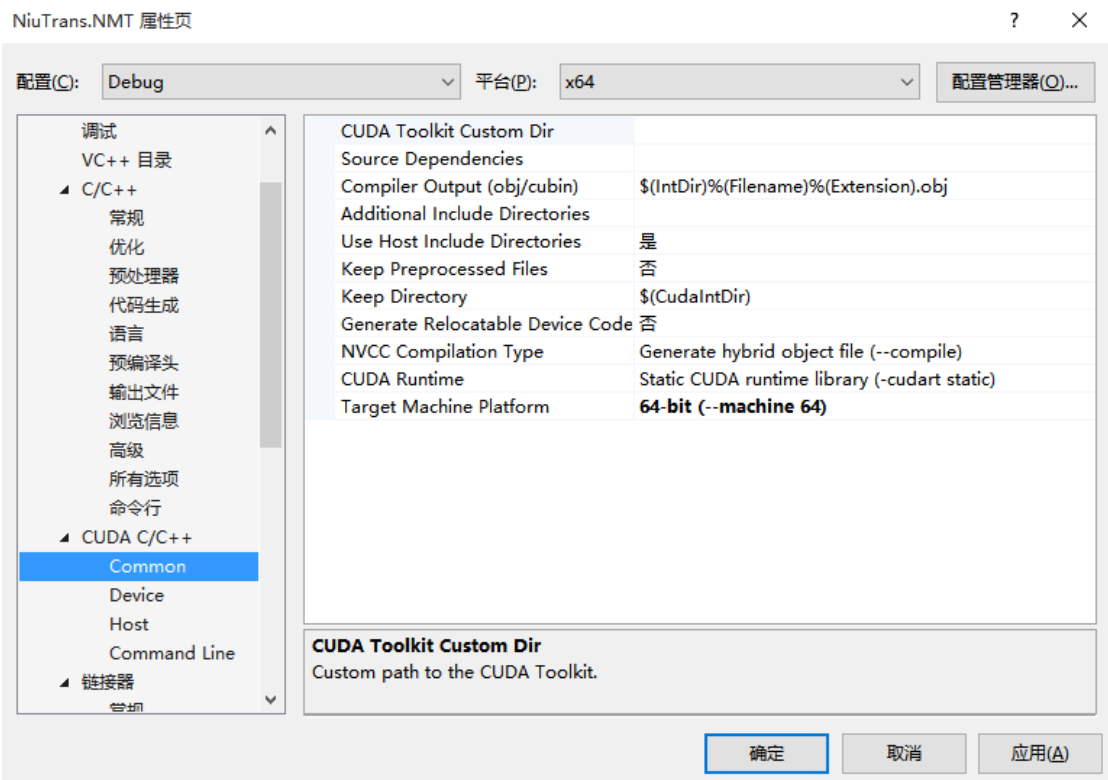 NiuTrans.NMT 属性页
?
配置(C): Debug 平台(P): x64 配置管理器(O)...
调试
VC++ 目录
C/C++
常规
优化
预处理器
代码生成
语言
预编译头
输出文件
浏览信息
高级
所有选项
命令行
CUDA C/C++
Common
Device
Host
Command Line
链接器
常规
CUDA Toolkit Custom Dir
Source Dependencies
Compiler Output (obj/cubin) $(IntDir)%(Filename)%(Extension).obj
Additional Include Directories
Use Host Include Directories 是
Keep Preprocessed Files 否
Keep Directory $(CudaIntDir)
Generate Relocatable Device Code 否
NVCC Compilation Type Generate hybrid object file (--compile)
CUDA Runtime Static CUDA runtime library (-cudart static)
Target Machine Platform 64-bit (--machine 64)
CUDA Toolkit Custom Dir
Custom path to the CUDA Toolkit.
确定 取消 应用(A)